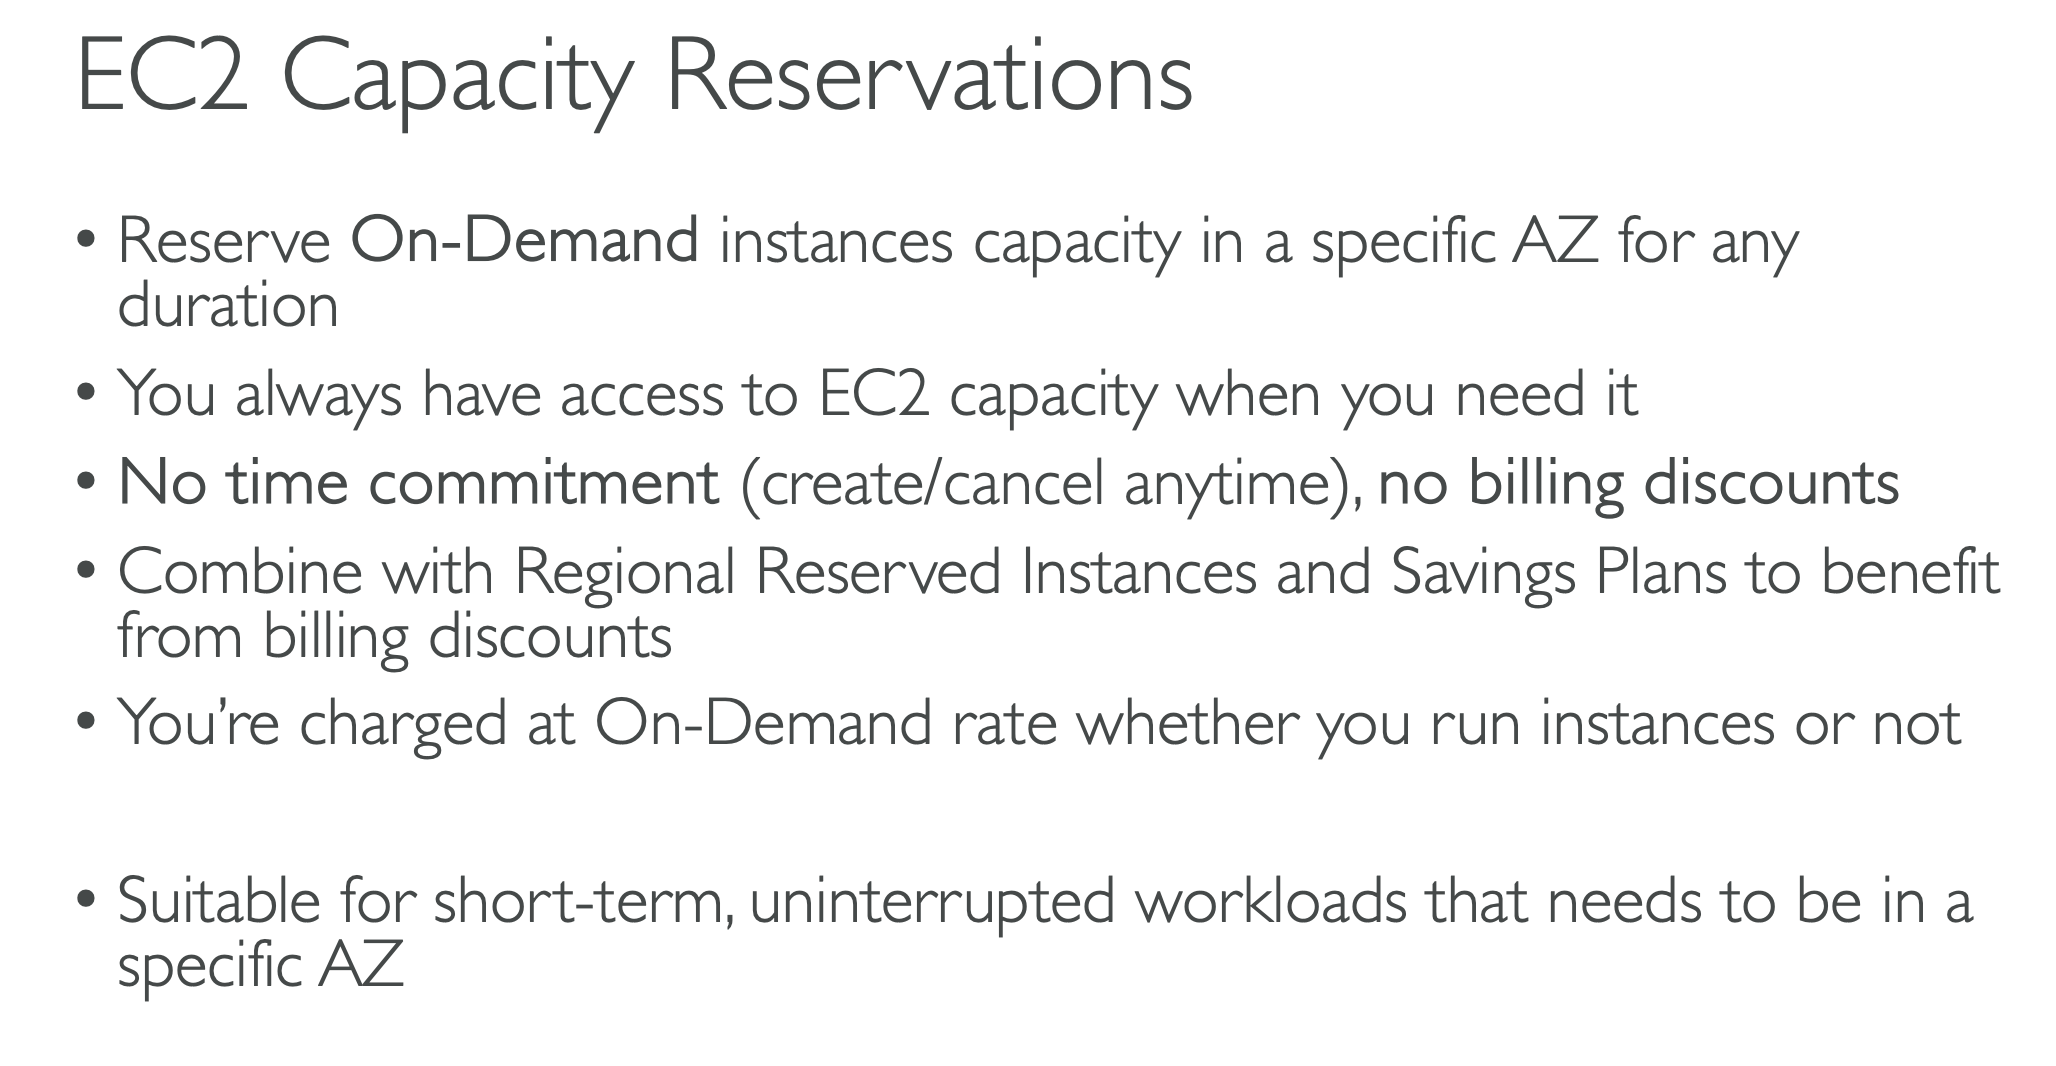 EC2 Capacity Reservations
• Reserve On-Demand instances capacity in a specific AZ for any
duration
• You always have access to EC2 capacity when you need it
• No time commitment (create/cancel anytime), no billing discounts
• Combine with Regional Reserved Instances and Savings Plans to benefit
from billing discounts
• You’re charged at On-Demand rate whether you run instances or not
• Suitable for short-term, uninterrupted workloads that needs to be in a
specific AZ